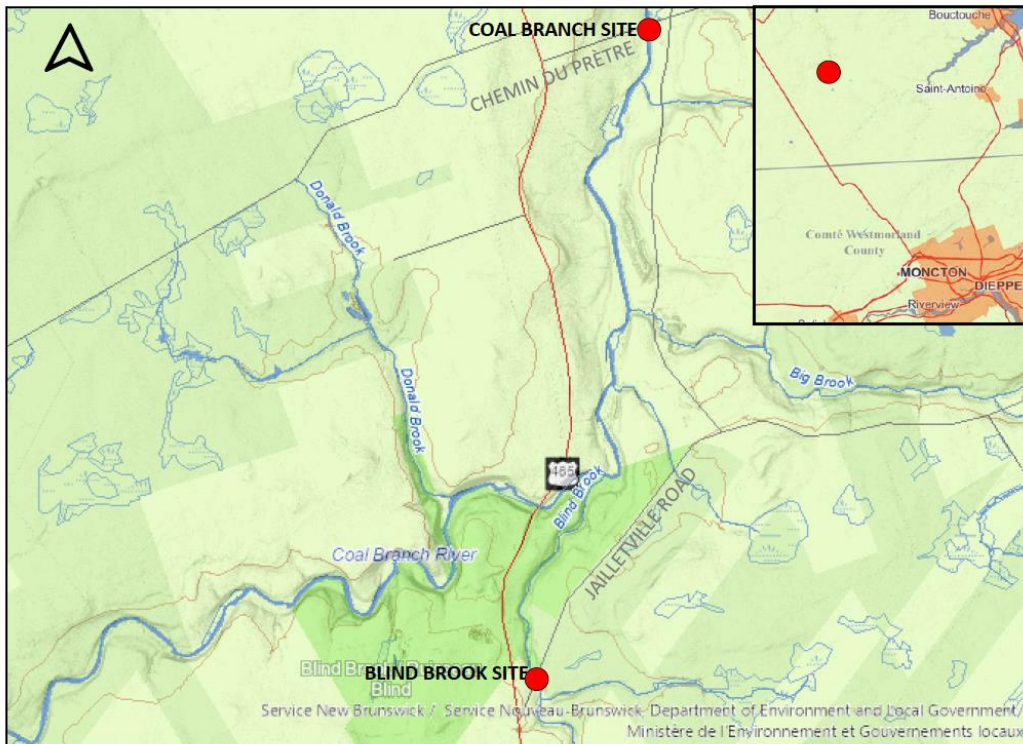 COAL BRANCH SITE
CHEMIN DU PRÈTRE
Bouctouche
Saint-Antoine
Comté Westmorland
County
MONCTON
DIEPPE
Riverview
Donald Brook
Donald Brook
Big Brook
465
Blind Brook
JAILLETVILLE ROAD
Coal Branch River
Blind
BLIND BROOK SITE
Service New Brunswick / Service Nouveau-Brunswick, Department of Environment and Local Government/
Ministère de l'Environnement et Gouvernements locaux